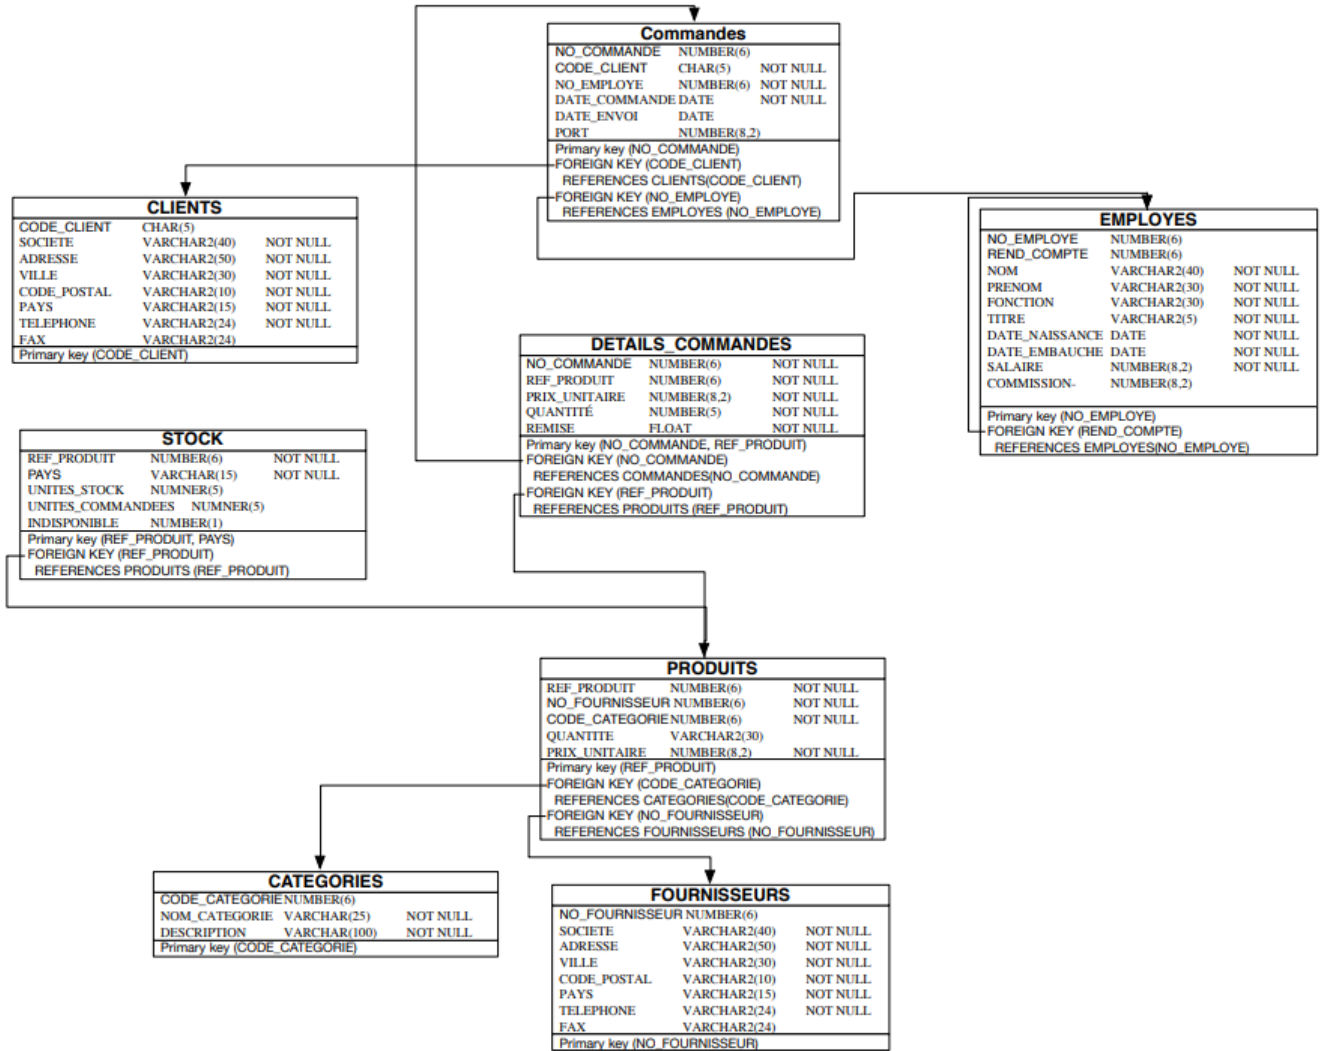 Commandes
NO_COMMANDE NUMBER(6)
CODE_CLIENT CHAR(5) NOT NULL
NO_EMPLOYE NUMBER(6) NOT NULL
DATE_COMMANDE DATE NOT NULL
DATE_ENVOI DATE
PORT NUMBER(8,2)
Primary key (NO_COMMANDE)
FOREIGN KEY (CODE_CLIENT)
REFERENCES CLIENTS(CODE_CLIENT)
FOREIGN KEY (NO_EMPLOYE)
REFERENCES EMPLOYES (NO_EMPLOYE)
CLIENTS
CODE_CLIENT CHAR(5)
SOCIETE VARCHAR2(40) NOT NULL
ADRESSE VARCHAR2(50) NOT NULL
VILLE VARCHAR2(30) NOT NULL
CODE_POSTAL VARCHAR2(10) NOT NULL
PAYS VARCHAR2(15) NOT NULL
TELEPHONE VARCHAR2(24) NOT NULL
FAX VARCHAR2(24)
Primary key (CODE_CLIENT)
EMPLOYES
NO_EMPLOYE NUMBER(6)
REND_COMPTE NUMBER(6)
NOM VARCHAR2(40) NOT NULL
PRENOM VARCHAR2(30) NOT NULL
FONCTION VARCHAR2(30) NOT NULL
TITRE VARCHAR2(5) NOT NULL
DATE_NAISSANCE DATE NOT NULL
DATE_EMBAUCHE DATE NOT NULL
SALAIRE NUMBER(8,2) NOT NULL
COMMISSION- NUMBER(8,2)
Primary key (NO_EMPLOYE)
FOREIGN KEY (REND_COMPTE)
REFERENCES EMPLOYES(NO_EMPLOYE)
DETAILS_COMMANDES
NO_COMMANDE NUMBER(6) NOT NULL
REF_PRODUIT NUMBER(6) NOT NULL
PRIX_UNITAIRE NUMBER(8,2) NOT NULL
QUANTITÉ NUMBER(5) NOT NULL
REMISE FLOAT NOT NULL
Primary key (NO_COMMANDE, REF_PRODUIT)
FOREIGN KEY (NO_COMMANDE)
REFERENCES COMMANDES(NO_COMMANDE)
FOREIGN KEY (REF_PRODUIT)
REFERENCES PRODUITS (REF_PRODUIT)
STOCK
REF_PRODUIT NUMBER(6) NOT NULL
PAYS VARCHAR(15) NOT NULL
UNITES_STOCK NUMNER(5)
UNITES_COMMANDEES NUMNER(5)
INDISPONIBLE NUMBER(1)
Primary key (REF_PRODUIT, PAYS)
FOREIGN KEY (REF_PRODUIT)
REFERENCES PRODUITS (REF_PRODUIT)
PRODUITS
REF_PRODUIT NUMBER(6) NOT NULL
NO_FOURNISSEUR NUMBER(6) NOT NULL
CODE_CATEGORIE NUMBER(6) NOT NULL
QUANTITE VARCHAR2(30)
PRIX_UNITAIRE NUMBER(8,2) NOT NULL
Primary key (REF_PRODUIT)
FOREIGN KEY (CODE_CATEGORIE)
REFERENCES CATEGORIES(CODE_CATEGORIE)
FOREIGN KEY (NO_FOURNISSEUR)
REFERENCES FOURNISSEURS (NO_FOURNISSEUR)
CATEGORIES
CODE_CATEGORIE NUMBER(6)
NOM_CATEGORIE VARCHAR(25) NOT NULL
DESCRIPTION VARCHAR(100) NOT NULL
Primary key (CODE_CATEGORIE)
FOURNISSEURS
NO_FOURNISSEUR NUMBER(6)
SOCIETE VARCHAR2(40) NOT NULL
ADRESSE VARCHAR2(50) NOT NULL
VILLE VARCHAR2(30) NOT NULL
CODE_POSTAL VARCHAR2(10) NOT NULL
PAYS VARCHAR2(15) NOT NULL
TELEPHONE VARCHAR2(24) NOT NULL
FAX VARCHAR2(24)
Primary key (NO_FOURNISSEUR)